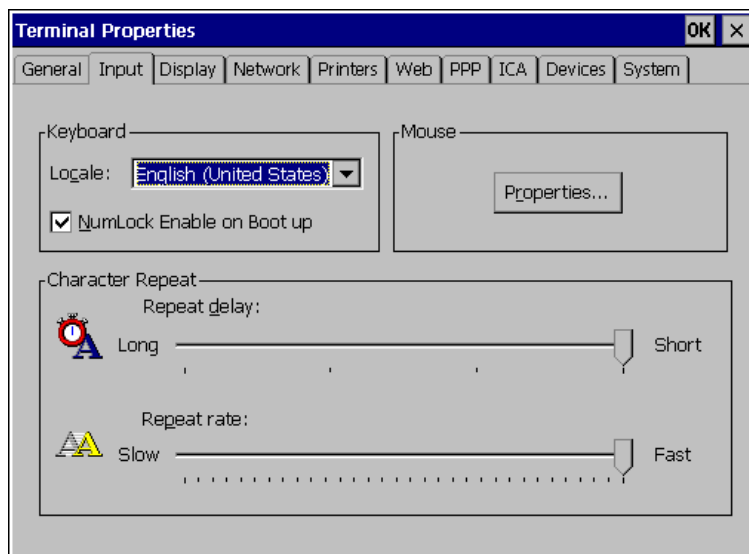 Terminal Properties OK ×
General Input Display Network Printers Web PPP ICA Devices System
Keyboard
Locale: English (United States)
NumLock Enable on Boot up
Mouse
Properties...
Character Repeat
Repeat delay:
Long Short
Repeat rate:
Slow Fast